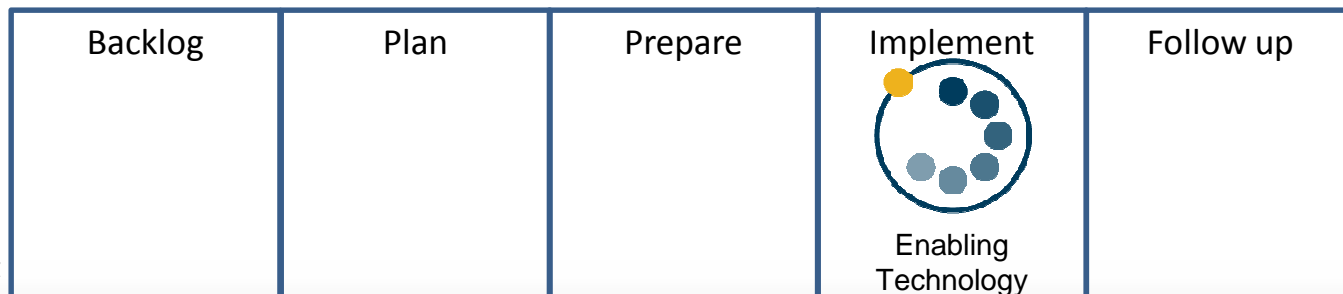 Backlog
Plan
Prepare
Implement
Follow up
Enabling
Technology